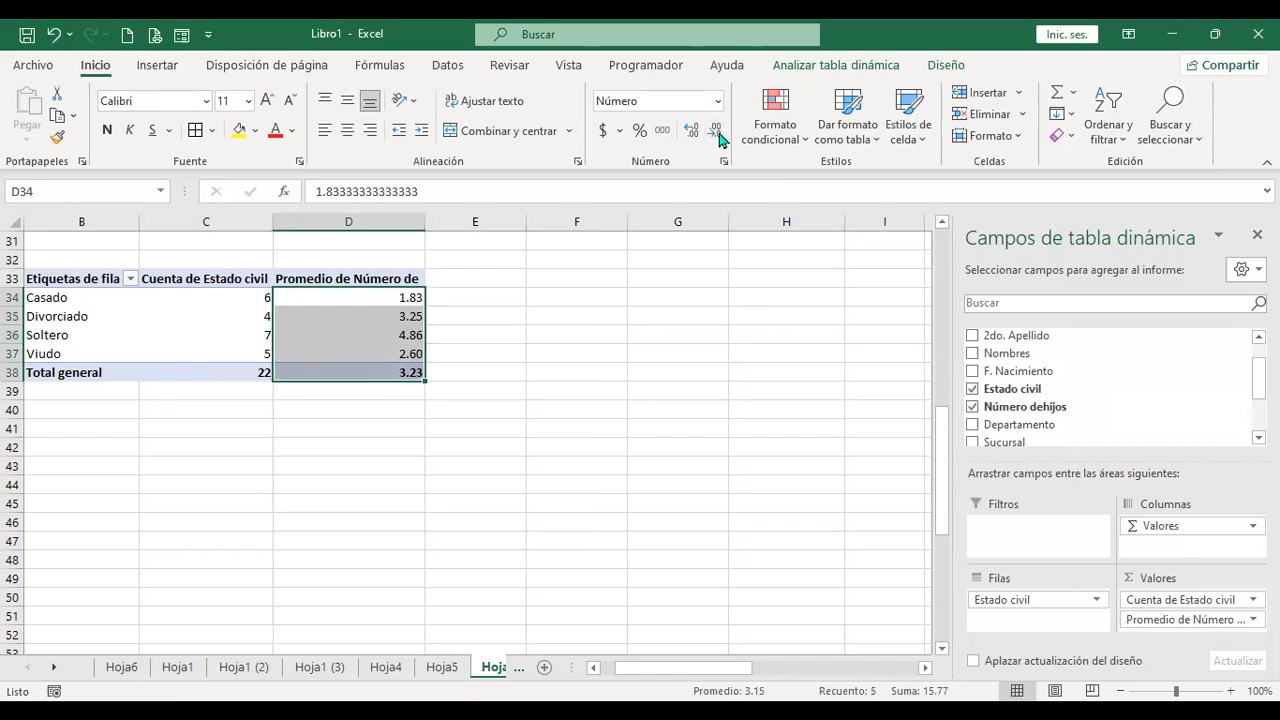 Libro1 - Excel
Buscar
Inic. ses.
Archivo Inicio Insertar Disposición de página Fórmulas Datos Revisar Vista Programador Ayuda Analizar tabla dinámica Diseño Compartir
Pegar
Calibri 11
N K S
Ajustar texto
Combinar y centrar
Número
$ % 000
Formato condicional
Dar formato como tabla
Estilos de celda
Insertar
Eliminar
Formato
Ordenar y filtrar
Buscar y seleccionar
Portapapeles Fuente Alineación Número Estilos Celdas Edición
D34 fx 1.83333333333333
B C D E F G H I
31
32
33 Etiquetas de fila Cuenta de Estado civil Promedio de Número de
34 Casado 6 1.83
35 Divorciado 4 3.25
36 Soltero 7 4.86
37 Viudo 5 2.60
38 Total general 22 3.23
39
40
41
42
43
44
45
46
47
48
49
50
51
52
53
Campos de tabla dinámica
Seleccionar campos para agregar al informe:
Buscar
2do. Apellido
Nombres
F. Nacimiento
Estado civil
Número dehijos
Departamento
Sucursal
Arrastrar campos entre las áreas siguientes:
Filtros
Columnas
Σ Valores
Filas
Estado civil
Σ Valores
Cuenta de Estado civil
Promedio de Número ...
Aplazar actualización del diseño
Actualizar
Hoja6 Hoja1 Hoja1 (2) Hoja1 (3) Hoja4 Hoja5 Hoja ...
Listo
Promedio: 3.15 Recuento: 5 Suma: 15.77
100%